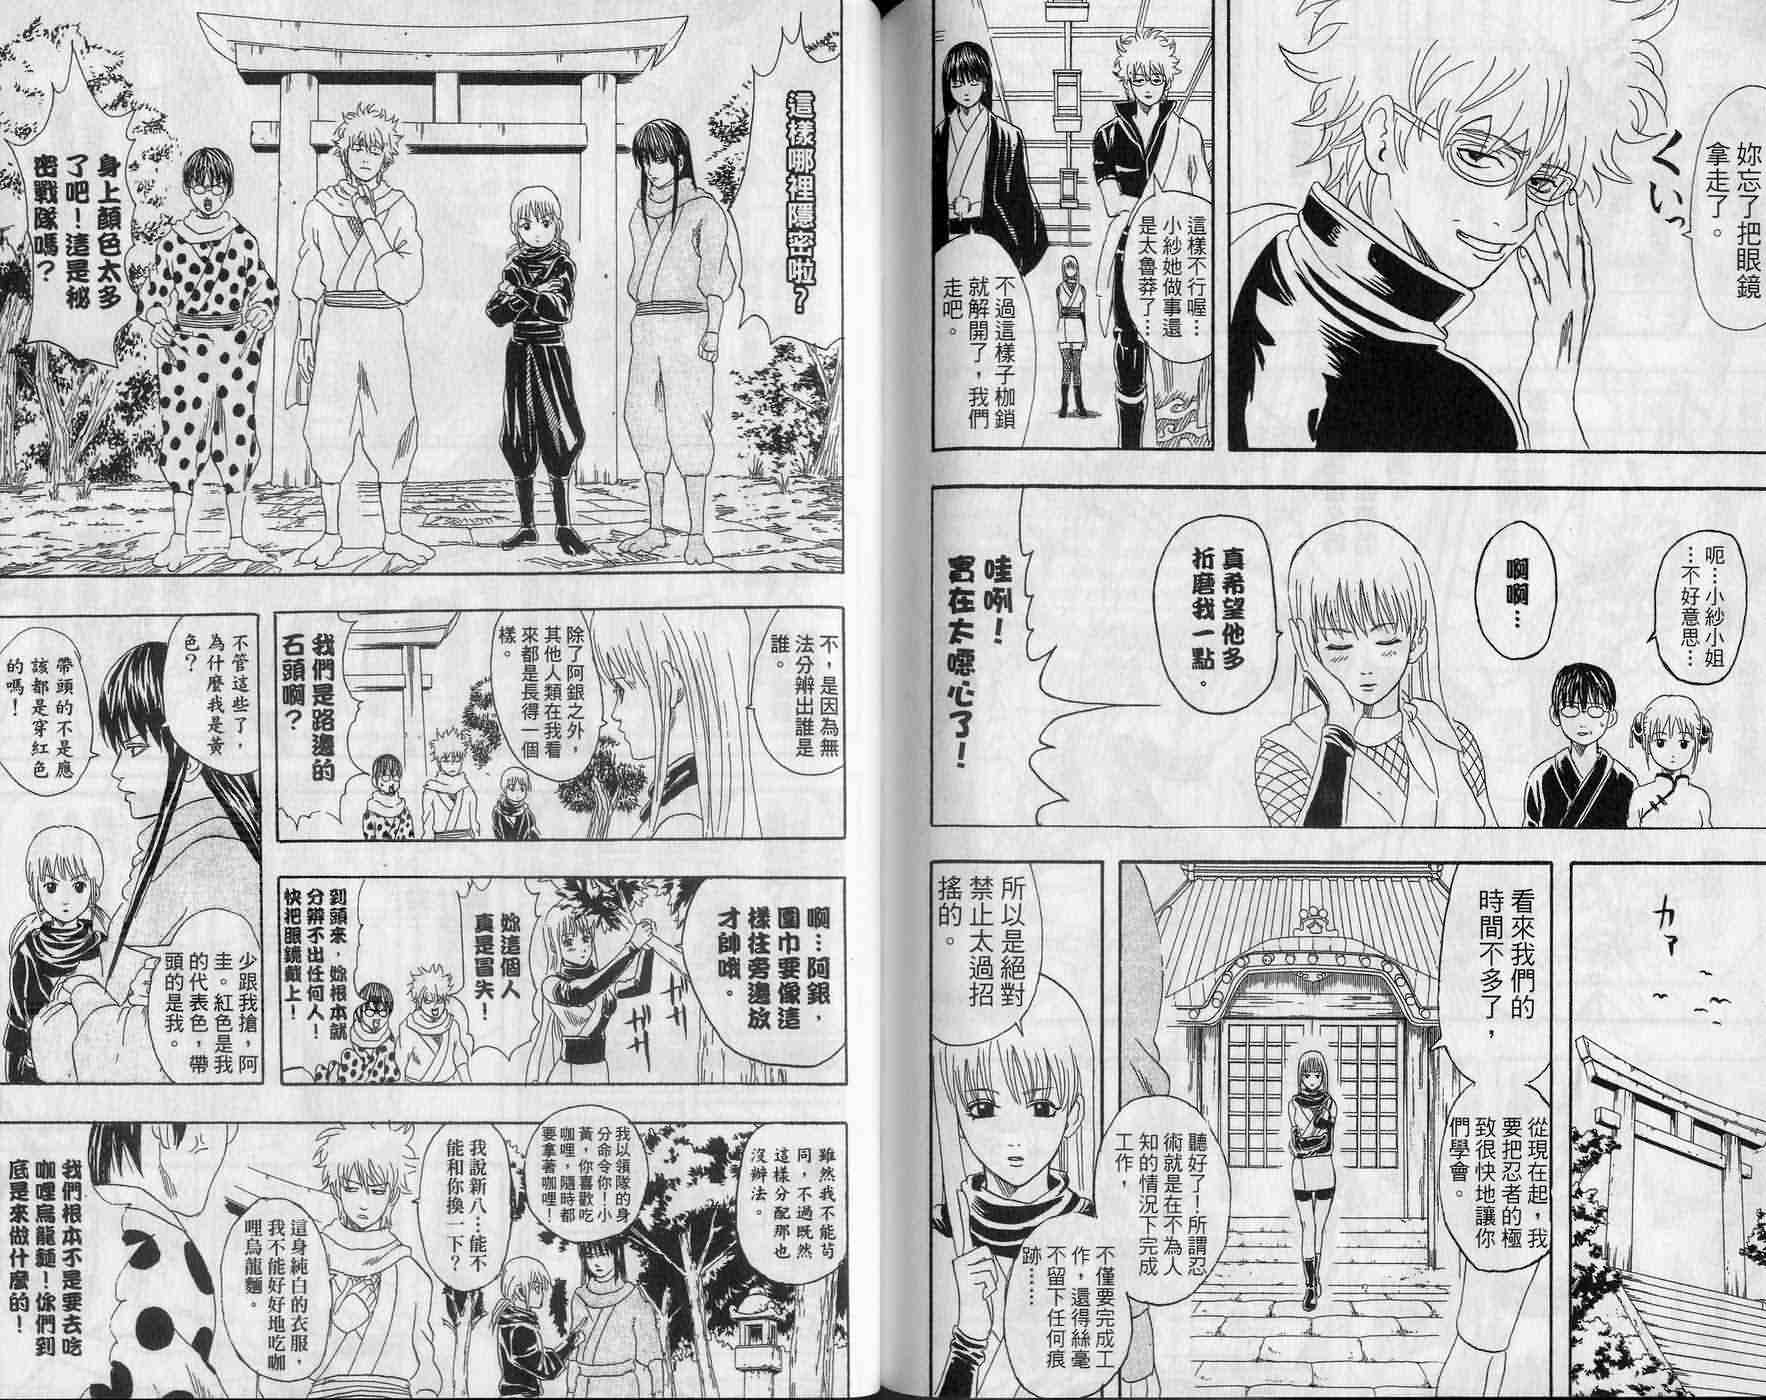 妳忘了把眼鏡
拿走了。
くいっ
這樣不行喔…
小紗她做事還
是太魯莽了…
不過這樣子枷鎖
就解開了，我們
走吧。
呃…小紗小姐
…不好意思…
啊啊…
真希望他多
折磨我一點。
哇咧！
實在太噁心了！
カァ
看來我們的
時間不多了，
從現在起，我
要把忍者的極
致很快地讓你
們學會。
聽好了！所謂忍
術就是在不為人
知的情況下完成
工作，
不僅要完成工
作，還得絲毫
不留下任何痕
跡……
所以是絕對
禁止太過招
搖的。
這樣哪裡隱密啦？
身上顏色太多
了吧！這是秘
密戰隊嗎？
不，是因為無
法分辨出誰是
誰。
除了阿銀之外，
其他人類在我看
來都是長得一個
樣。
我們是路邊的
石頭啊？
不管這些了，
為什麼我是黃
色？
帶頭的不是應
該都是穿紅色
的嗎！
少跟我搶，阿
圭。紅色是我
的代表色，帶
頭的是我。
啊…阿銀，
圍巾要像這
樣往旁邊放
才帥哦。
ザザ
妳這個人
真是冒失！
到頭來，妳根本就
分辨不出任何人！
快把眼鏡戴上！
雖然我不能苟
同，不過既然
這樣分配那也
沒辦法。
我以領隊的身
分命令你！小
黃，你喜歡吃
咖哩，隨時都
要拿著咖哩！
我說新八…能不
能和你換一下？
這身純白的衣服，
我不能好好地吃咖
哩烏龍麵。
我們根本不是要去吃
咖哩烏龍麵！你們到
底是來做什麼的！